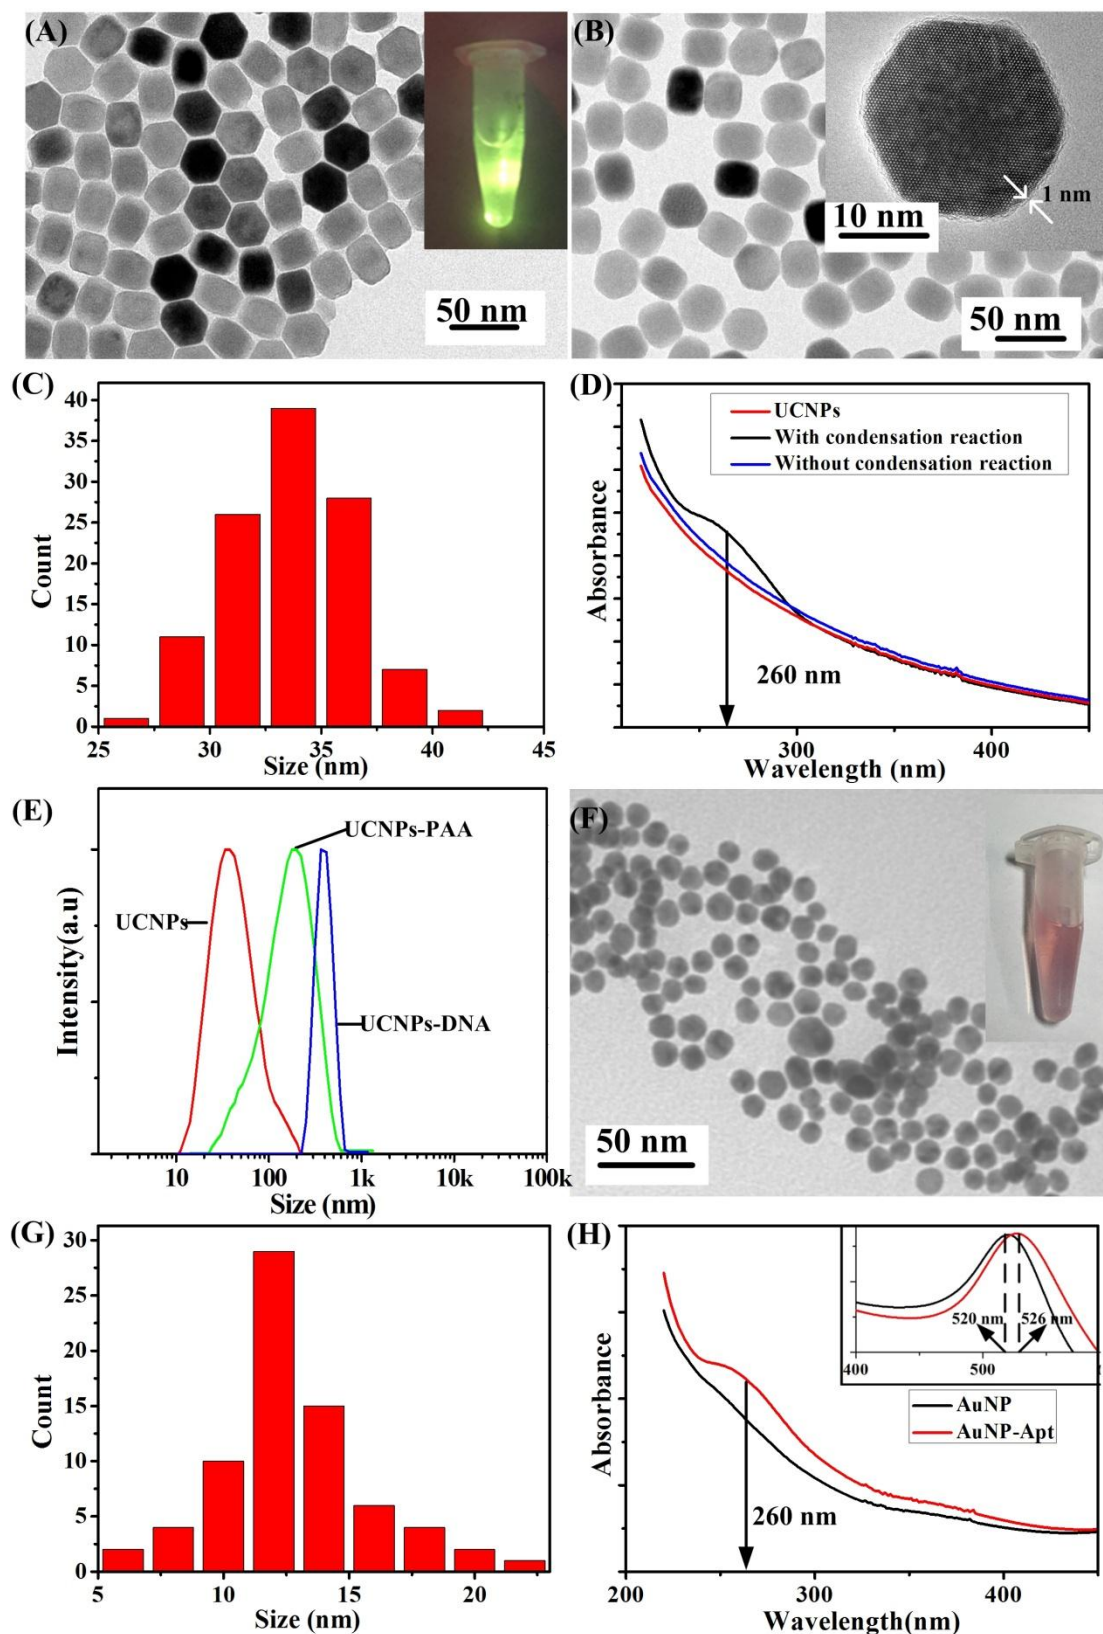 (A)
50 nm
(B)
1 nm
10 nm
50 nm
(C)
Count
40
35
30
25
20
15
10
5
0
25
30
35
40
45
Size (nm)
(D)
UCNPs
With condensation reaction
Without condensation reaction
Absorbance
260 nm
300
400
Wavelength (nm)
(E)
UCNPs-PAA
UCNPs
UCNPs-DNA
Intensity(a.u)
10
100
1k
10k
100k
Size (nm)
(F)
50 nm
(G)
Count
30
25
20
15
10
5
0
5
10
15
20
Size (nm)
(H)
520 nm
526 nm
400
500
AuNP
AuNP-Apt
Absorbance
260 nm
200
300
400
Wavelength(nm)